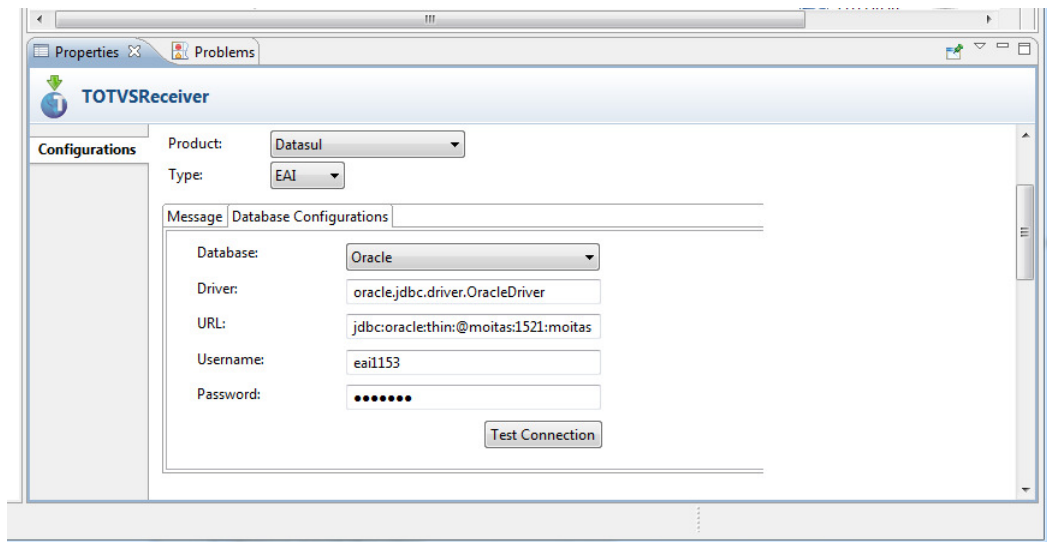 Properties Problems
TOTVSReceiver
Configurations
Product: Datasul
Type: EAI
Message Database Configurations
Database: Oracle
Driver: oracle.jdbc.driver.OracleDriver
URL: jdbc:oracle:thin:@moitas:1521:moitas
Username: eai1153
Password: •••••••
Test Connection